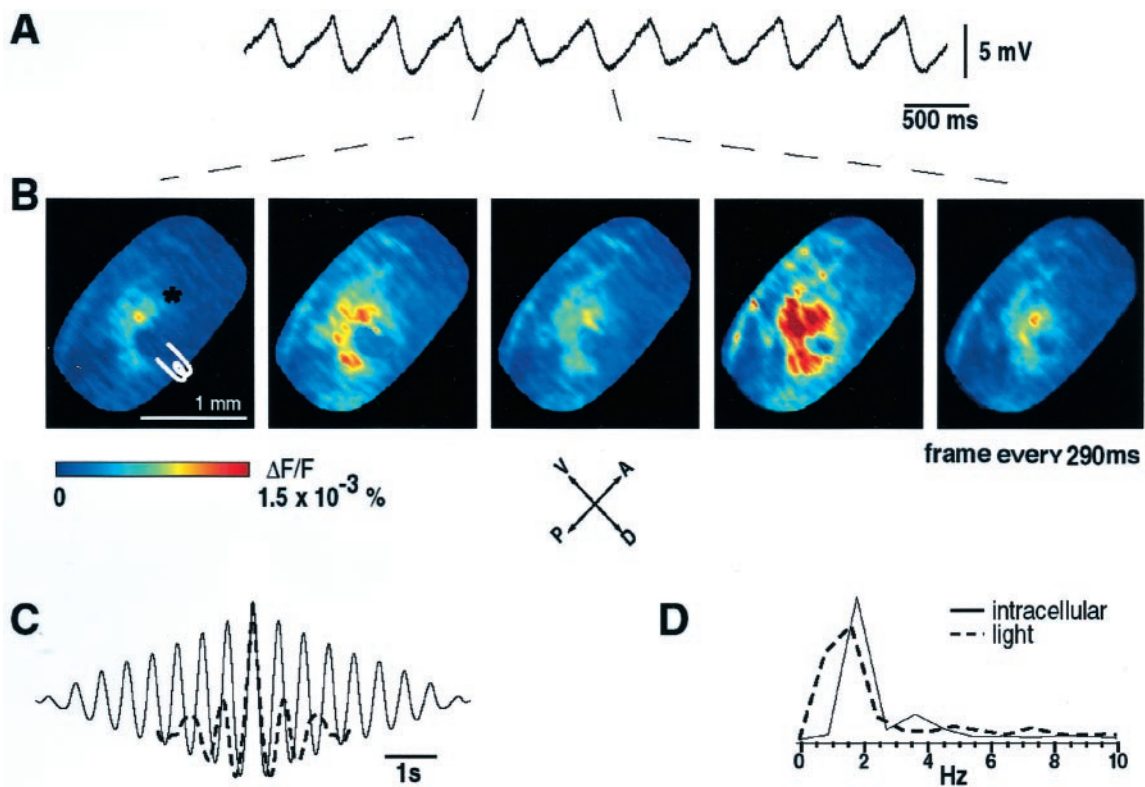 A
5 mV
500 ms
B
*
1 mm
frame every 290ms
ΔF/F
0
1.5 x 10⁻³ %
V
A
P
D
C
D
intracellular
light
1s
0
2
4
6
8
10
Hz